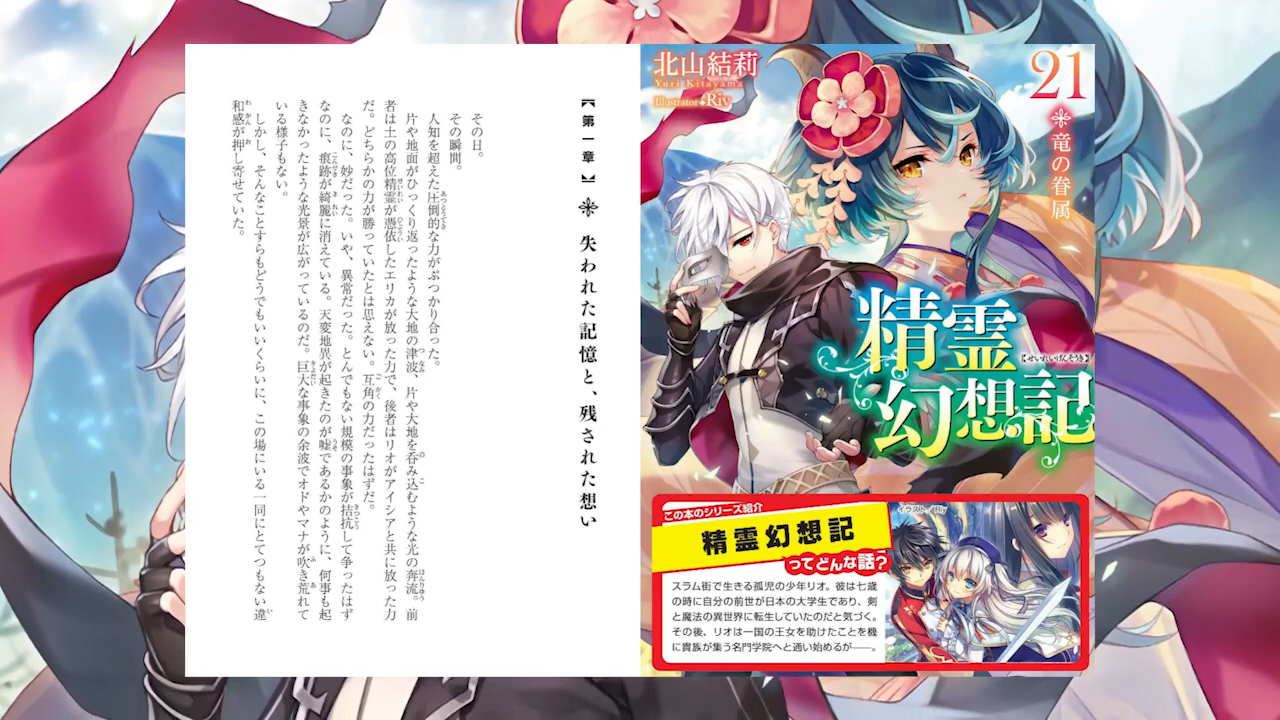 【第一章】 失われた記憶と、残された想い
その日。
その瞬間。
人知を超えた圧倒的な力がぶつかり合った。
片や地面がひっくり返ったような大地の津波、片や大地を呑み込むような光の奔流。前
者は土の高位精霊が憑依したエリカが放った力で、後者はリオがアイシアと共に放った力
だ。どちらかの力が勝っていたとは思えない。互角の力だったはずだ。
なのに、妙だった。いや、異常だった。とんでもない規模の事象が拮抗して争ったはず
なのに、痕跡が綺麗に消えている。天変地異が起きたのが嘘であるかのように、何事も起
きなかったような光景が広がっているのだ。巨大な事象の余波でオドやマナが吹き荒れて
いる様子もない。
しかし、そんなことすらもどうでもいいくらいに、この場にいる一同にとてつもない違
和感が押し寄せていた。
北山結莉
Yuri Kitayama
Illustrator Riv
21
竜の眷属
精霊
幻想記
【せいれいげんそうき】
この本のシリーズ紹介
精霊幻想記
ってどんな話？
イラスト／Riv
スラム街で生きる孤児の少年リオ。彼は七歳
の時に自分の前世が日本の大学生であり、剣
と魔法の異世界に転生していたのだと気づく。
その後、リオは一国の王女を助けたことを機
に貴族が集う名門学院へと通い始めるが――。